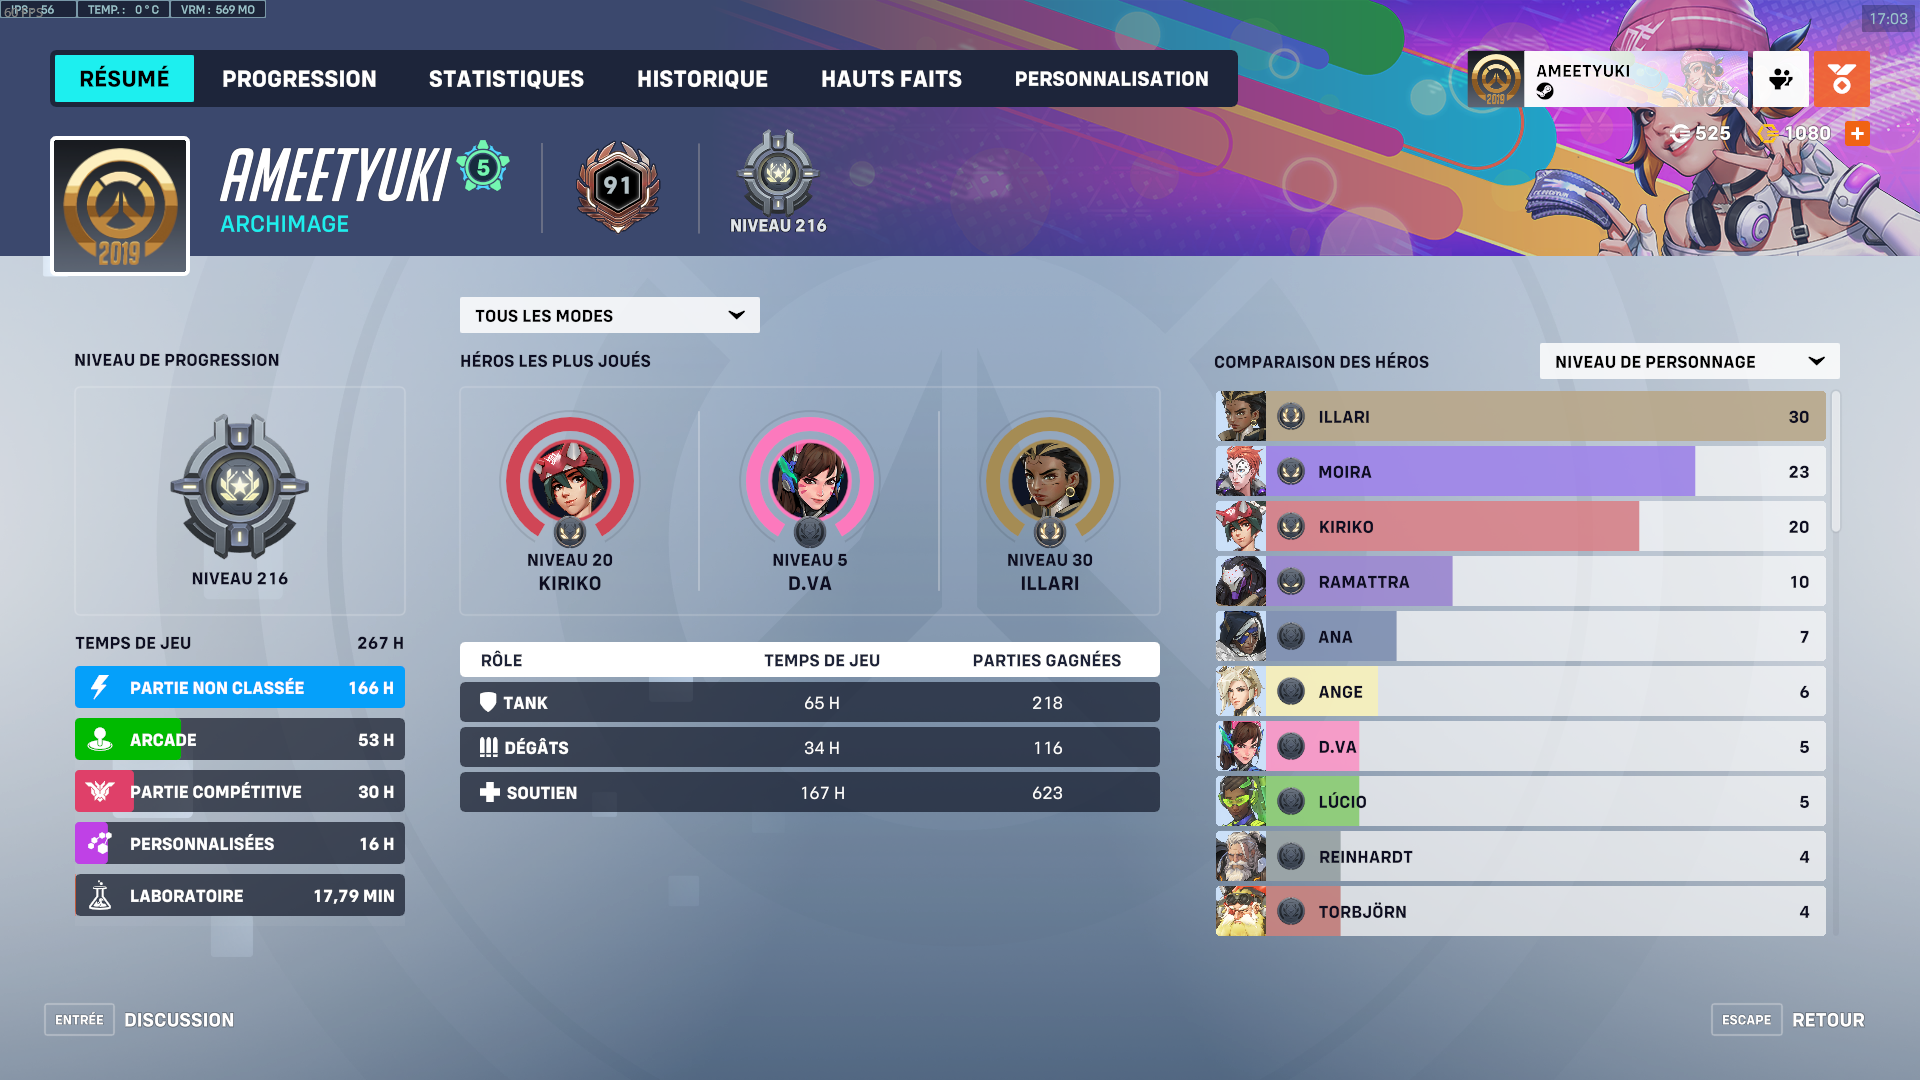 56
TEMP. : 0 °C
VRM : 569 MO
17:03
RÉSUMÉ
PROGRESSION
STATISTIQUES
HISTORIQUE
HAUTS FAITS
PERSONNALISATION
2019
AMEETYUKI
525
1080
+
2019
AMEETYUKI
5
ARCHIMAGE
91
NIVEAU 216
TOUS LES MODES
NIVEAU DE PROGRESSION
NIVEAU 216
TEMPS DE JEU 267 H
PARTIE NON CLASSÉE 166 H
ARCADE 53 H
PARTIE COMPÉTITIVE 30 H
PERSONNALISÉES 16 H
LABORATOIRE 17,79 MIN
HÉROS LES PLUS JOUÉS
NIVEAU 20
KIRIKO
NIVEAU 5
D.VA
NIVEAU 30
ILLARI
RÔLE TEMPS DE JEU PARTIES GAGNÉES
TANK 65 H 218
DÉGÂTS 34 H 116
SOUTIEN 167 H 623
COMPARAISON DES HÉROS
NIVEAU DE PERSONNAGE
ILLARI 30
MOIRA 23
KIRIKO 20
RAMATTRA 10
ANA 7
ANGE 6
D.VA 5
LÚCIO 5
REINHARDT 4
TORBJÖRN 4
ENTRÉE DISCUSSION
ESCAPE RETOUR